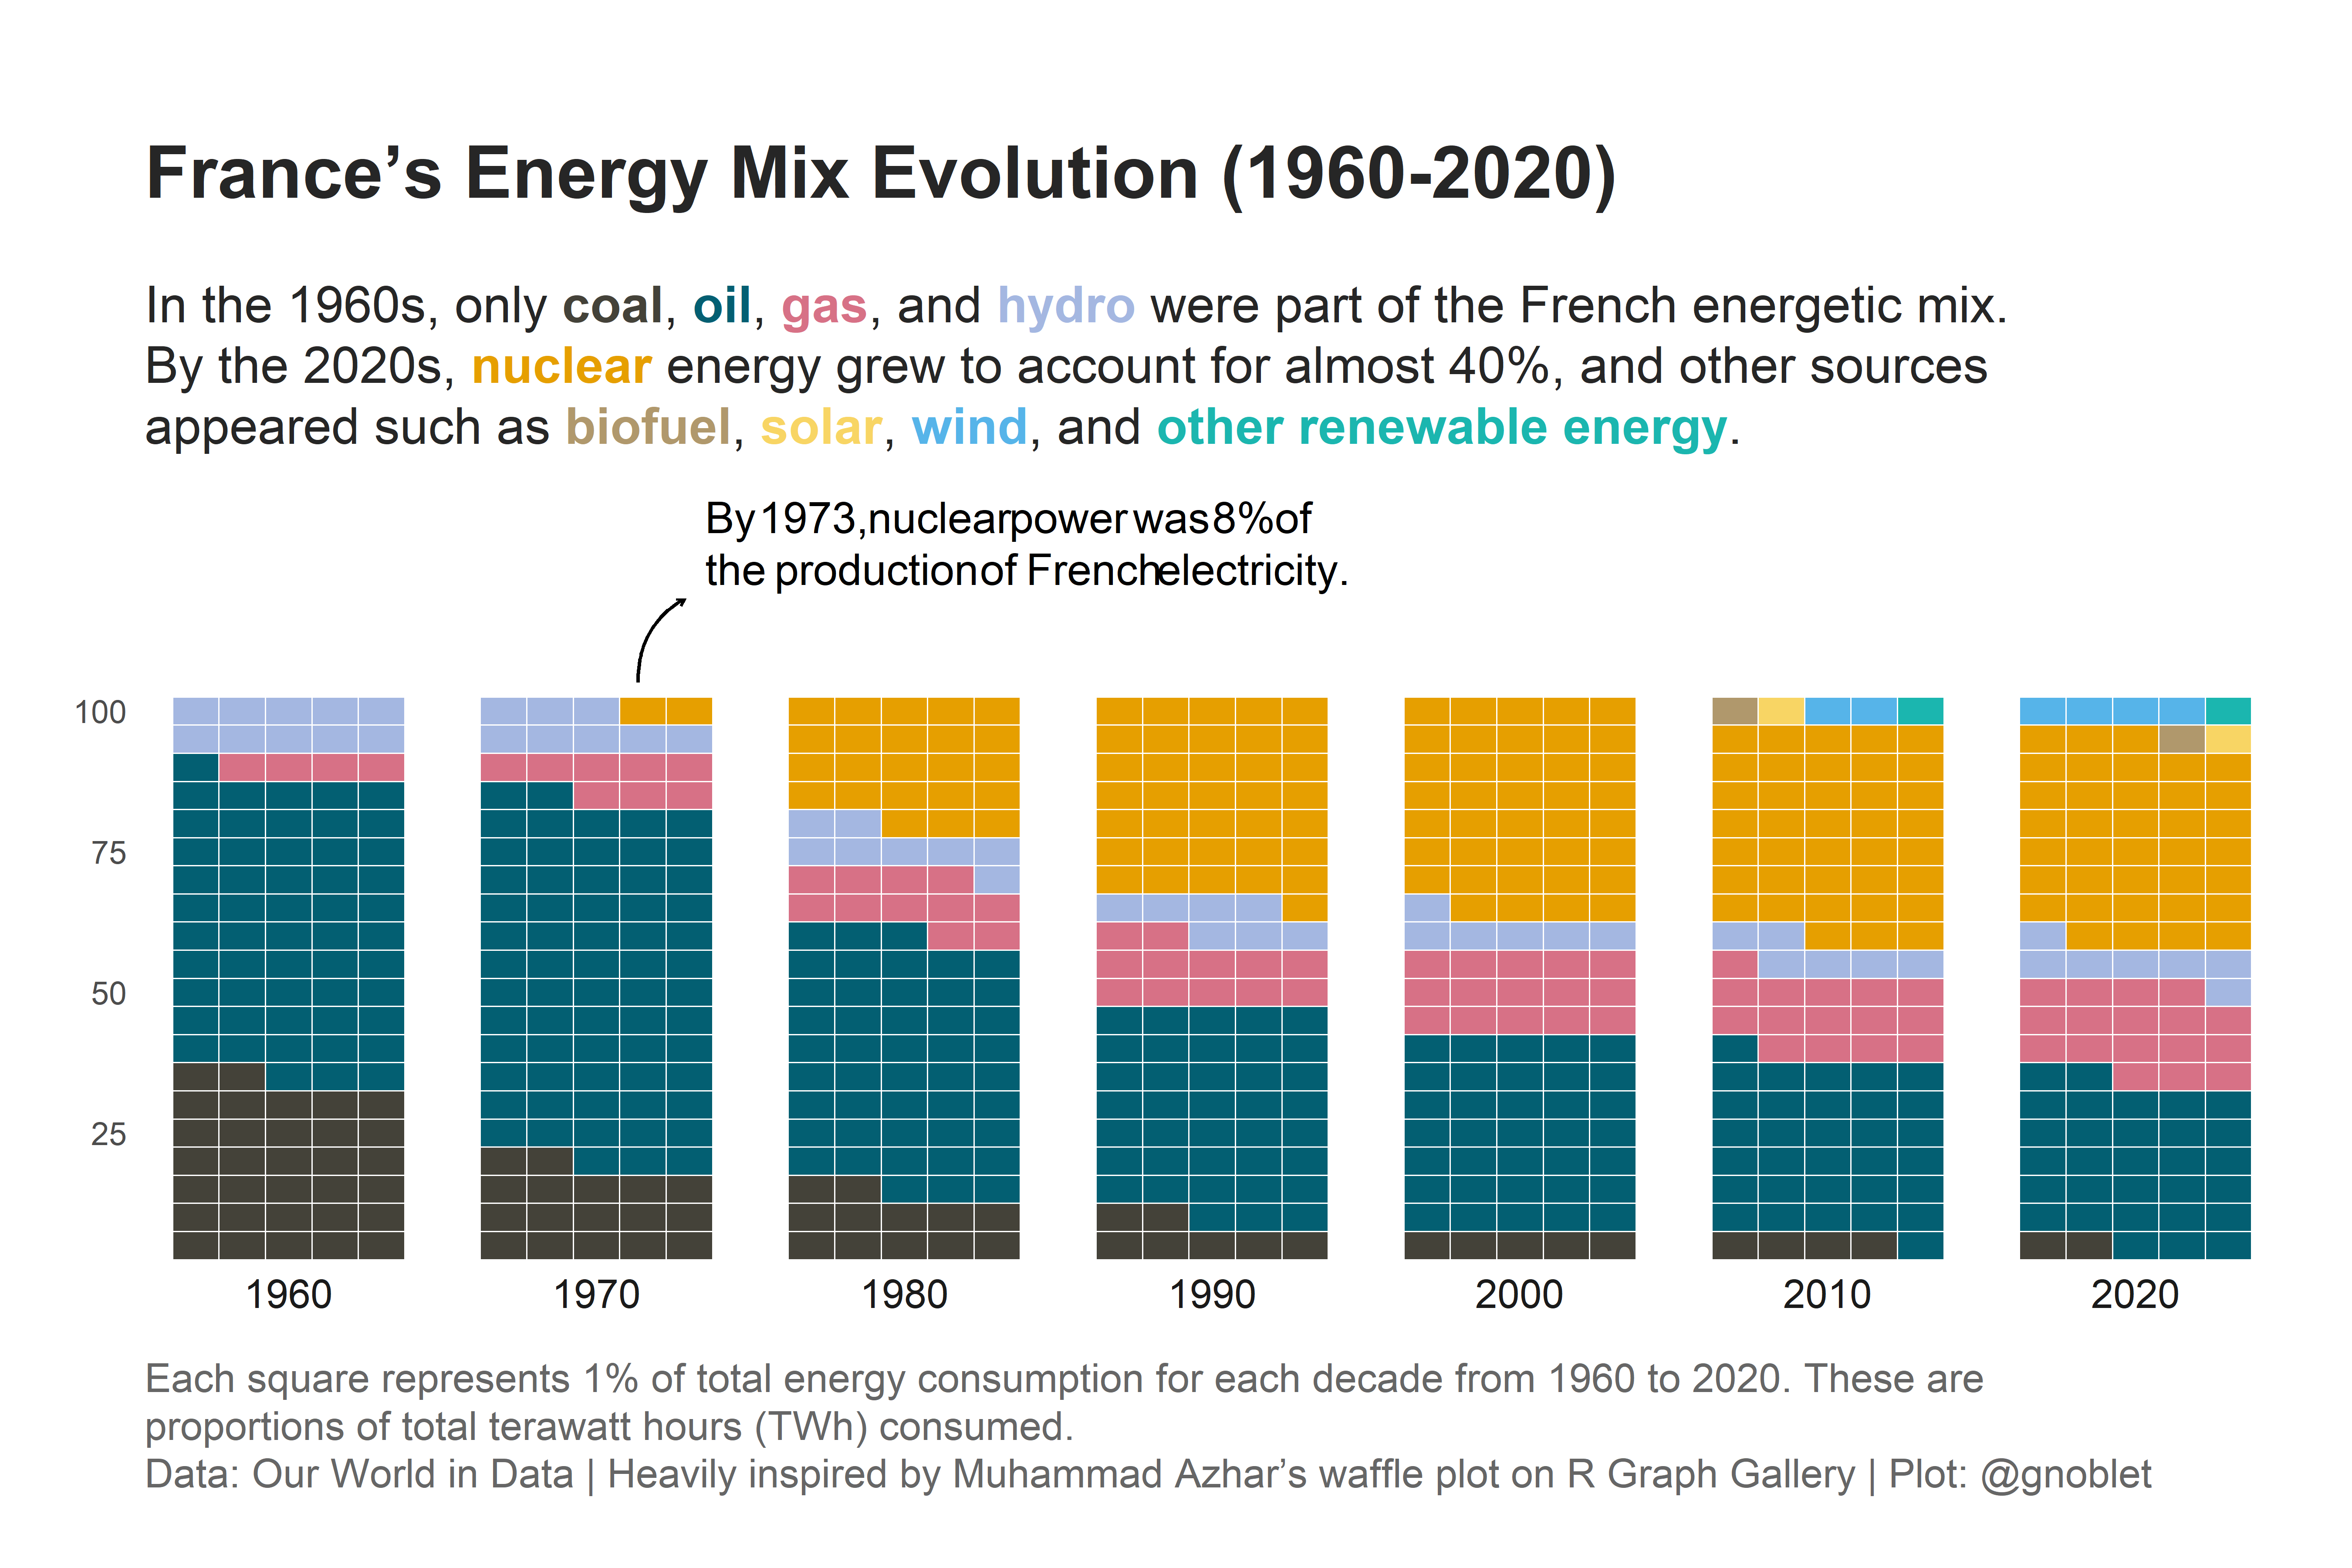 France’s Energy Mix Evolution (1960-2020)
In the 1960s, only coal, oil, gas, and hydro were part of the French energetic mix.
By the 2020s, nuclear energy grew to account for almost 40%, and other sources
appeared such as biofuel, solar, wind, and other renewable energy.
By 1973, nuclear power was 8% of
the production of French electricity.
100
75
50
25
1960 1970 1980 1990 2000 2010 2020
Each square represents 1% of total energy consumption for each decade from 1960 to 2020. These are
proportions of total terawatt hours (TWh) consumed.
Data: Our World in Data | Heavily inspired by Muhammad Azhar’s waffle plot on R Graph Gallery | Plot: @gnoblet